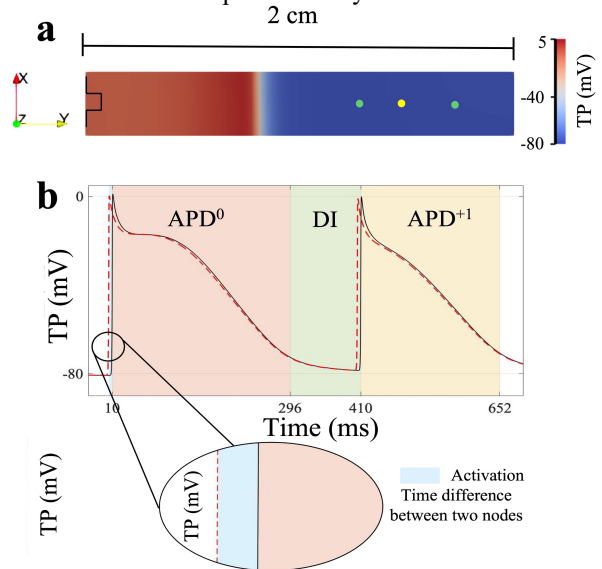 2 cm
a
X
Z
Y
5
-40
-80
TP (mV)
b
0
-80
TP (mV)
APD⁰
DI
APD⁺¹
10
296
410
652
Time (ms)
TP (mV)
TP (mV)
Activation
Time difference
between two nodes